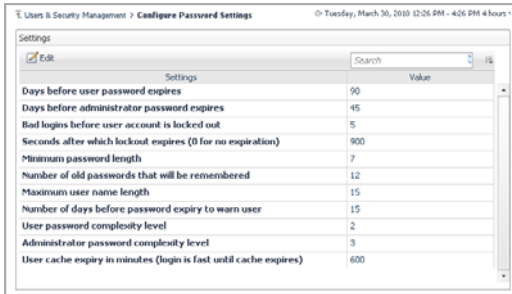 Users & Security Management > Configure Password Settings
Tuesday, March 30, 2010 12:26 PM - 4:26 PM 4 hours
Settings
Edit
Search
Settings Value
Days before user password expires 90
Days before administrator password expires 45
Bad logins before user account is locked out 5
Seconds after which lockout expires (0 for no expiration) 900
Minimum password length 7
Number of old passwords that will be remembered 12
Maximum user name length 15
Number of days before password expiry to warn user 15
User password complexity level 2
Administrator password complexity level 3
User cache expiry in minutes (login is fast until cache expires) 600